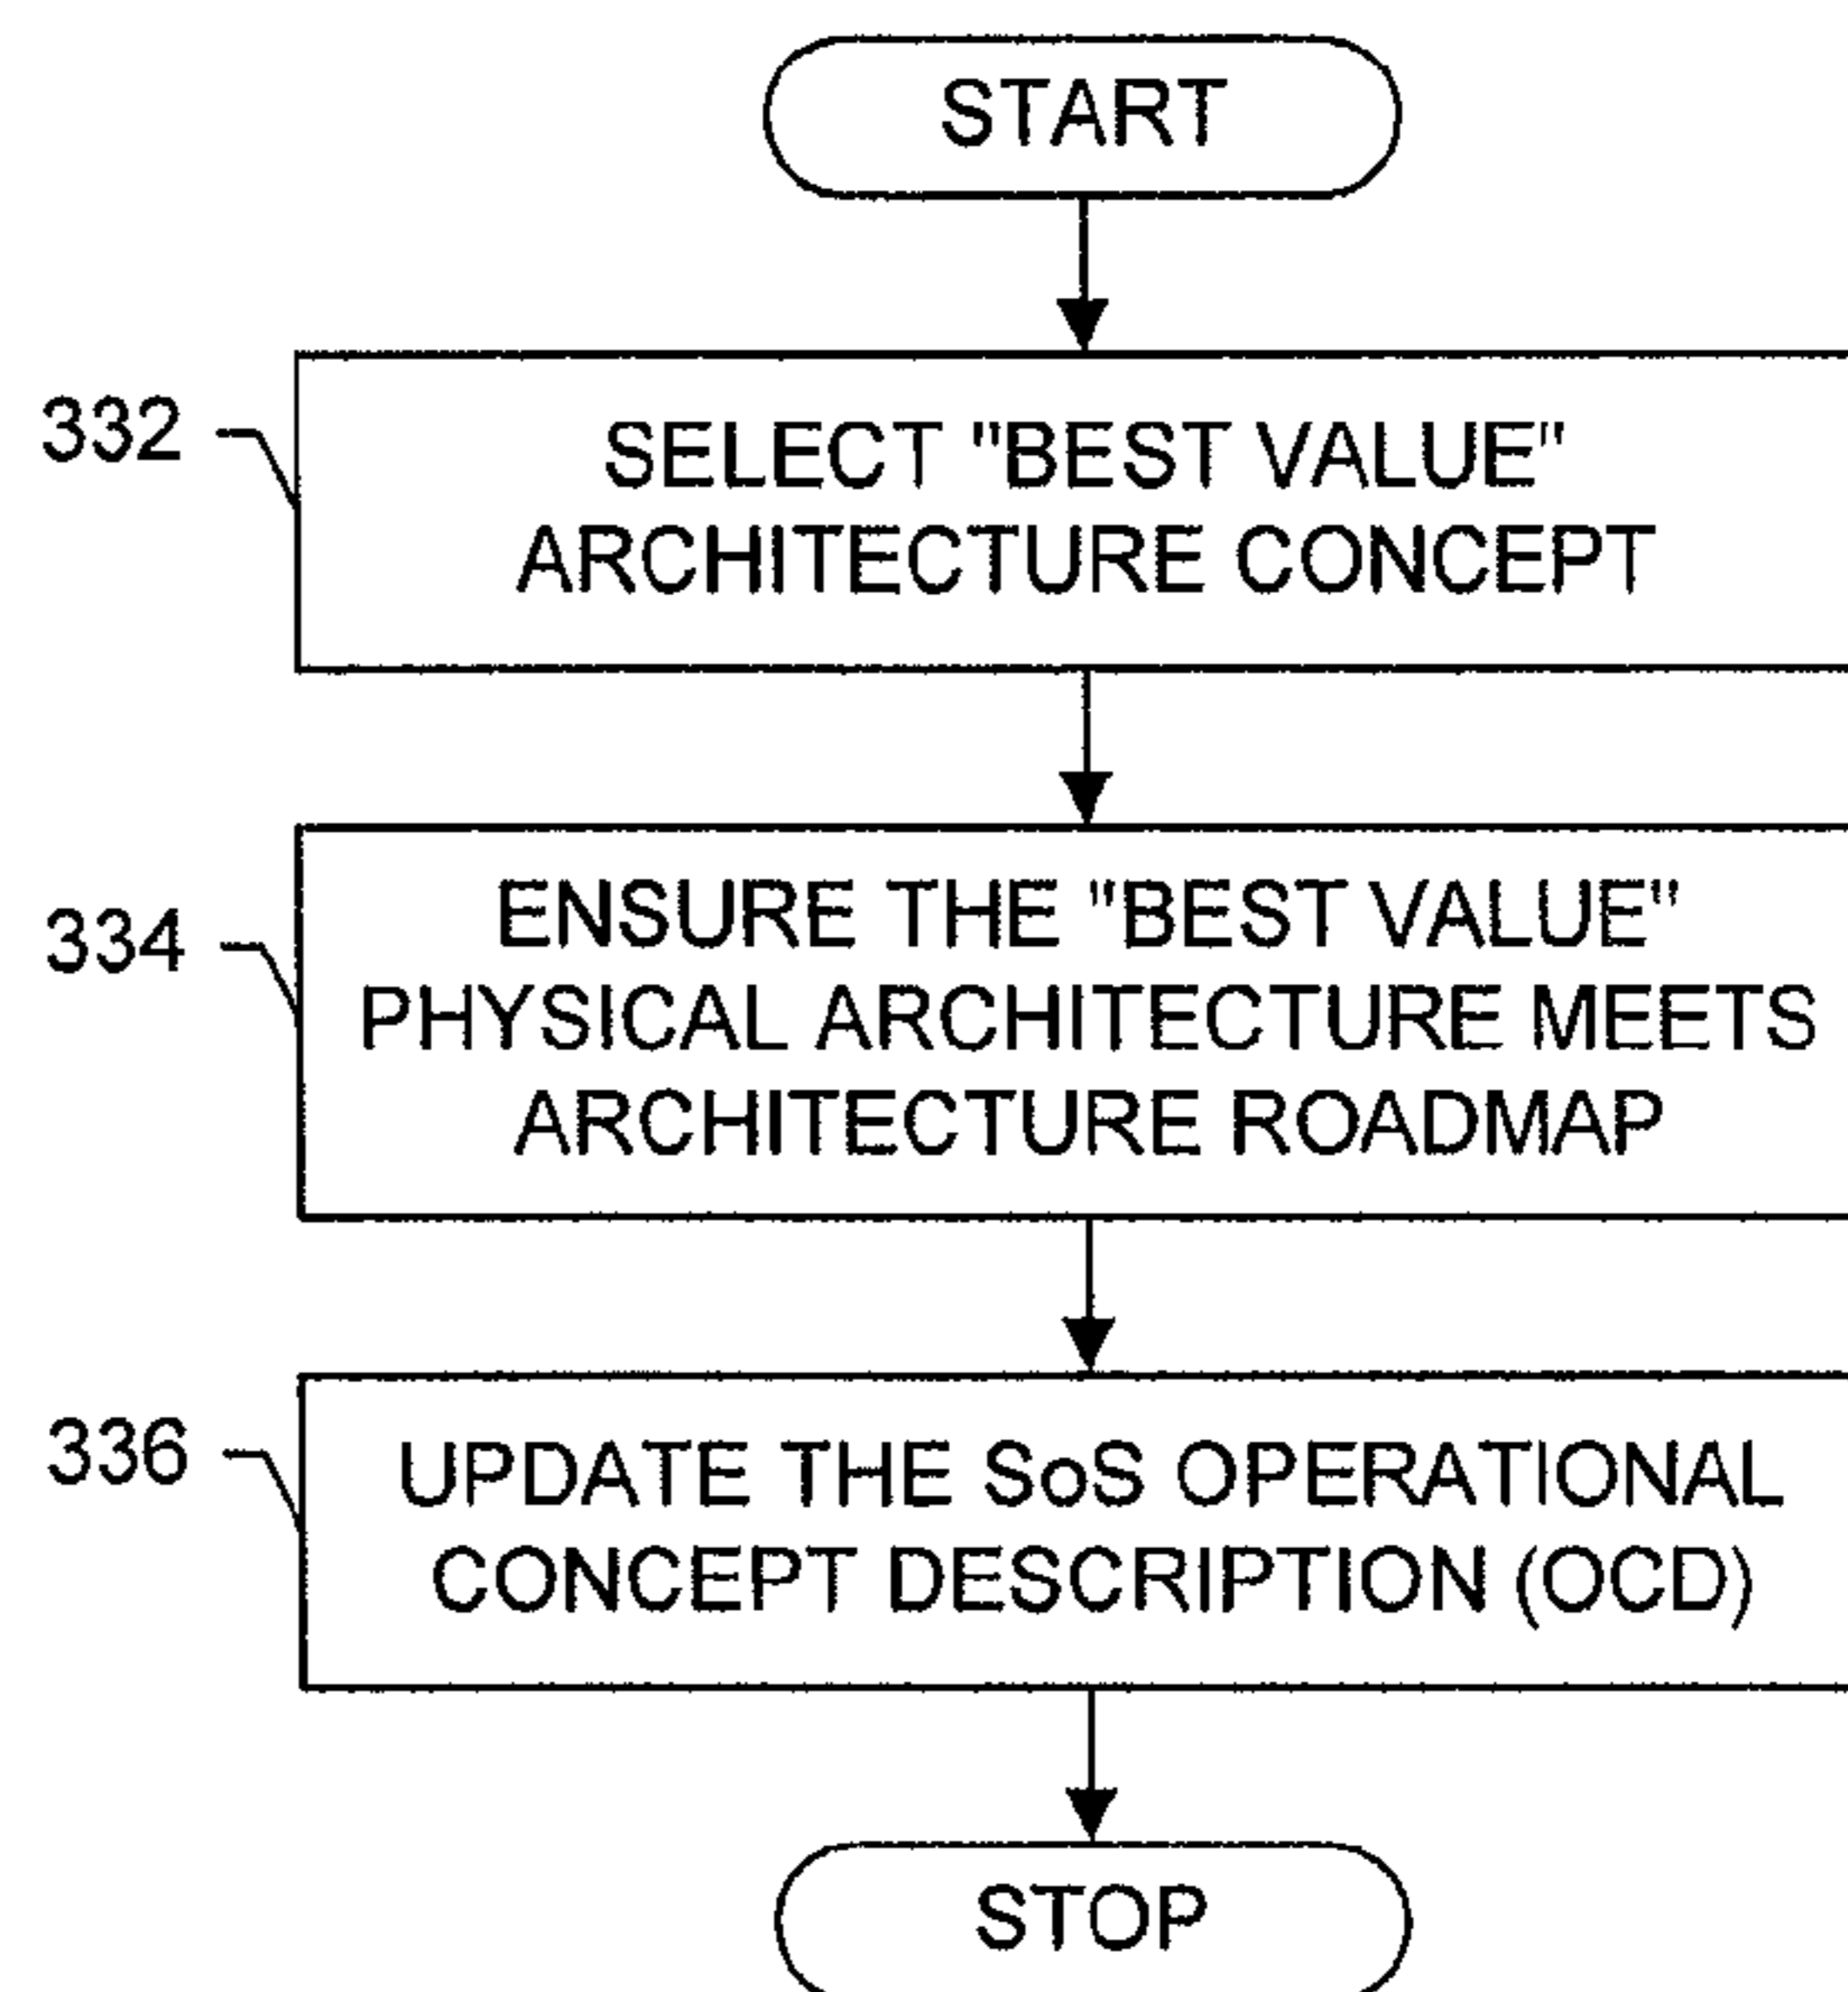 START
332
SELECT "BEST VALUE"
ARCHITECTURE CONCEPT
334
ENSURE THE "BEST VALUE"
PHYSICAL ARCHITECTURE MEETS
ARCHITECTURE ROADMAP
336
UPDATE THE SoS OPERATIONAL
CONCEPT DESCRIPTION (OCD)
STOP